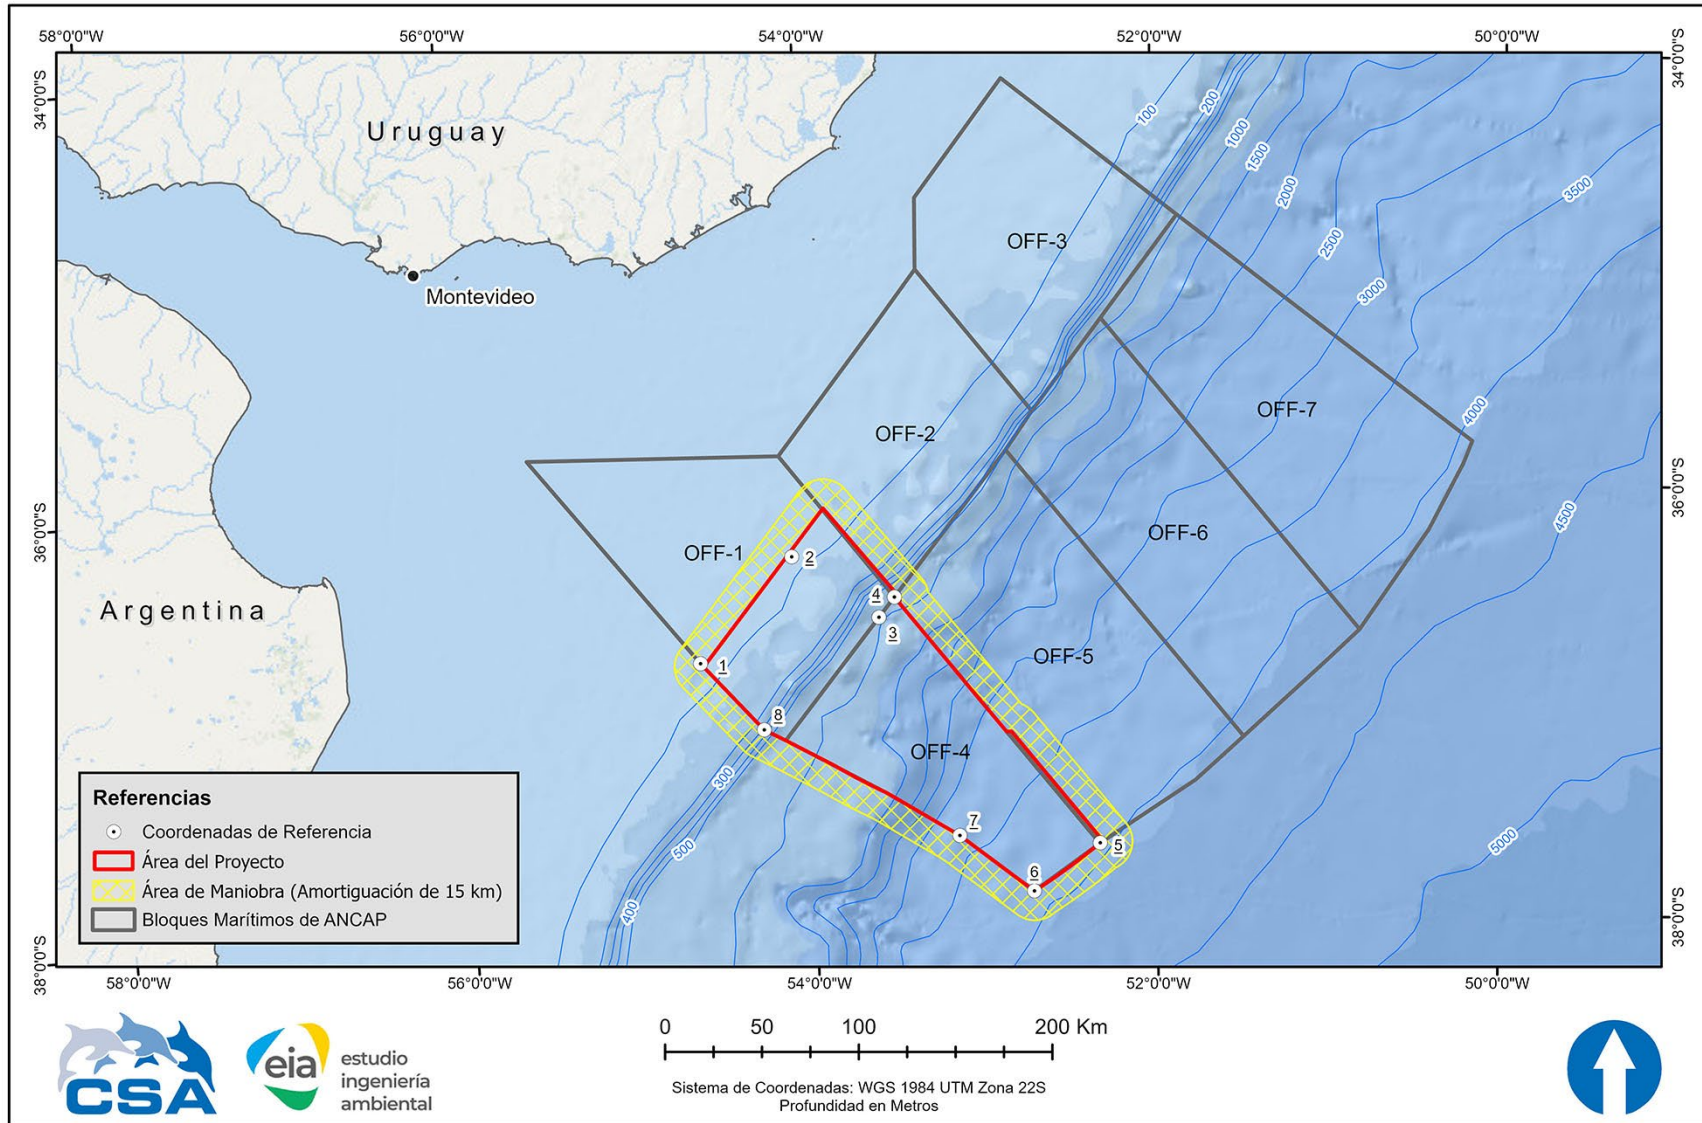 58°0'0"W
56°0'0"W
54°0'0"W
52°0'0"W
50°0'0"W
34°0'0"S
34°0'0"S
Uruguay
Montevideo
Argentina
100
200
1000
1500
2000
2500
3000
3500
4000
4500
5000
OFF-3
OFF-2
OFF-7
OFF-6
OFF-1
OFF-5
OFF-4
36°0'0"S
36°0'0"S
2
4
3
1
8
7
5
6
300
500
400
Referencias
Coordenadas de Referencia
Área del Proyecto
Área de Maniobra (Amortiguación de 15 km)
Bloques Marítimos de ANCAP
38°0'0"S
38°0'0"S
58°0'0"W
56°0'0"W
54°0'0"W
52°0'0"W
50°0'0"W
CSA
eia
estudio
ingeniería
ambiental
0 50 100 200 Km
Sistema de Coordenadas: WGS 1984 UTM Zona 22S
Profundidad en Metros